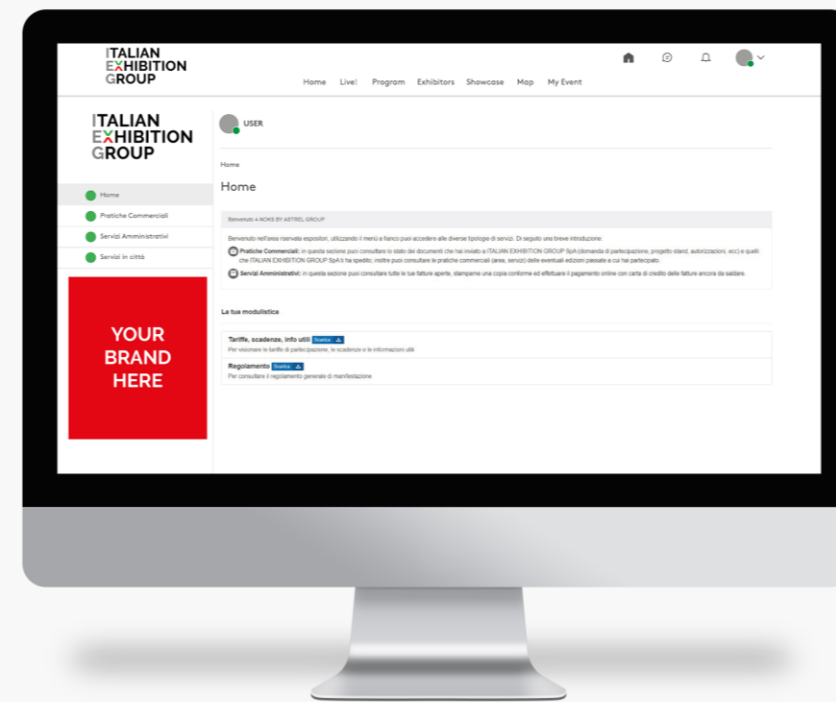 ITALIAN
EXHIBITION
GROUP
Home Live! Program Exhibitors Showcase Map My Event
ITALIAN
EXHIBITION
GROUP
USER
Home
Home
Home
Pratiche Commerciali
Servizi Amministrativi
Servizi in città
Benvenuto 4 NOKS BY ASTREL GROUP
Benvenuto nell'area riservata espositori, utilizzando il menù a fianco puoi accedere alle diverse tipologie di servizi. Di seguito una breve introduzione:
Pratiche Commerciali: in questa sezione puoi consultare lo stato dei documenti che hai inviato a ITALIAN EXHIBITION GROUP SpA (domanda di partecipazione, progetto stand, autorizzazioni, ecc) e quelli
che ITALIAN EXHIBITION GROUP SpA ti ha spedito; inoltre puoi consultare le pratiche commerciali (area, servizi) delle eventuali edizioni passate a cui hai partecipato.
Servizi Amministrativi: in questa sezione puoi consultare tutte le tue fatture aperte, stamparne una copia conforme ed effettuare il pagamento online con carta di credito delle fatture ancora da saldare.
La tua modulistica
Tariffe, scadenze, info utili Scarica
Per visionare le tariffe di partecipazione, le scadenze e le informazioni utili
Regolamento Scarica
Per consultare il regolamento generale di manifestazione
YOUR
BRAND
HERE